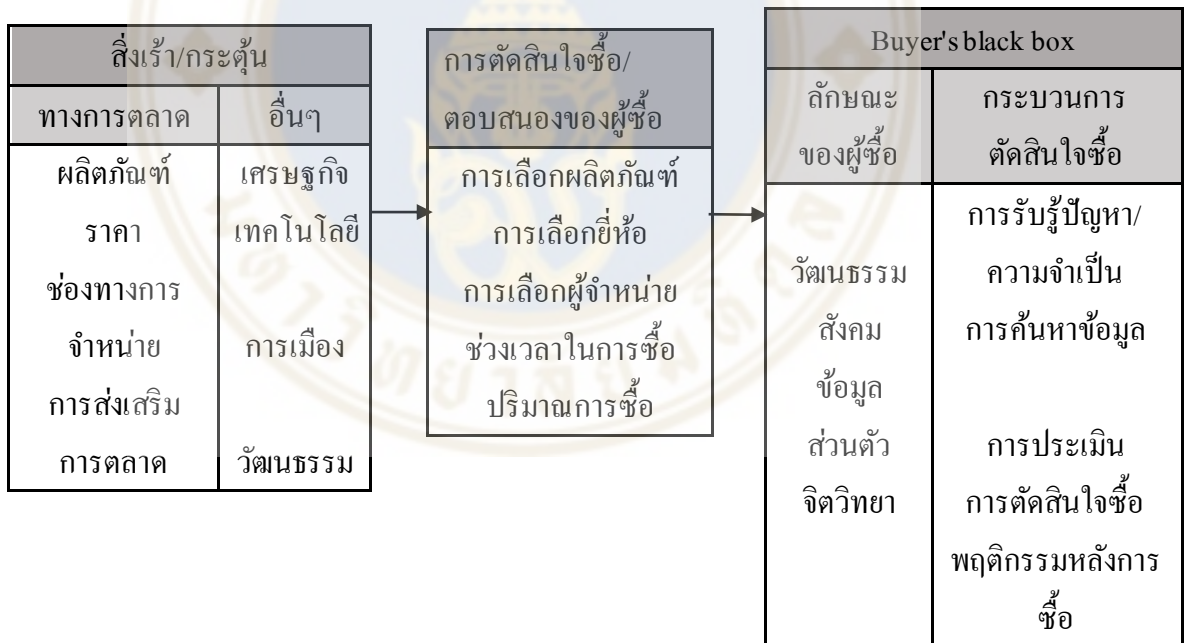 สิ่งเร้า/กระตุ้น
ทางการตลาด อื่นๆ
ผลิตภัณฑ์ เศรษฐกิจ
ราคา เทคโนโลยี
ช่องทางการ
จำหน่าย การเมือง
การส่งเสริม
การตลาด วัฒนธรรม
การตัดสินใจซื้อ/
ตอบสนองของผู้ซื้อ
การเลือกผลิตภัณฑ์
การเลือกยี่ห้อ
การเลือกผู้จำหน่าย
ช่วงเวลาในการซื้อ
ปริมาณการซื้อ
Buyer's black box
ลักษณะ
ของผู้ซื้อ
วัฒนธรรม
สังคม
ข้อมูล
ส่วนตัว
จิตวิทยา
กระบวนการ
ตัดสินใจซื้อ
การรับรู้ปัญหา/
ความจำเป็น
การค้นหาข้อมูล
การประเมิน
การตัดสินใจซื้อ
พฤติกรรมหลังการ
ซื้อ